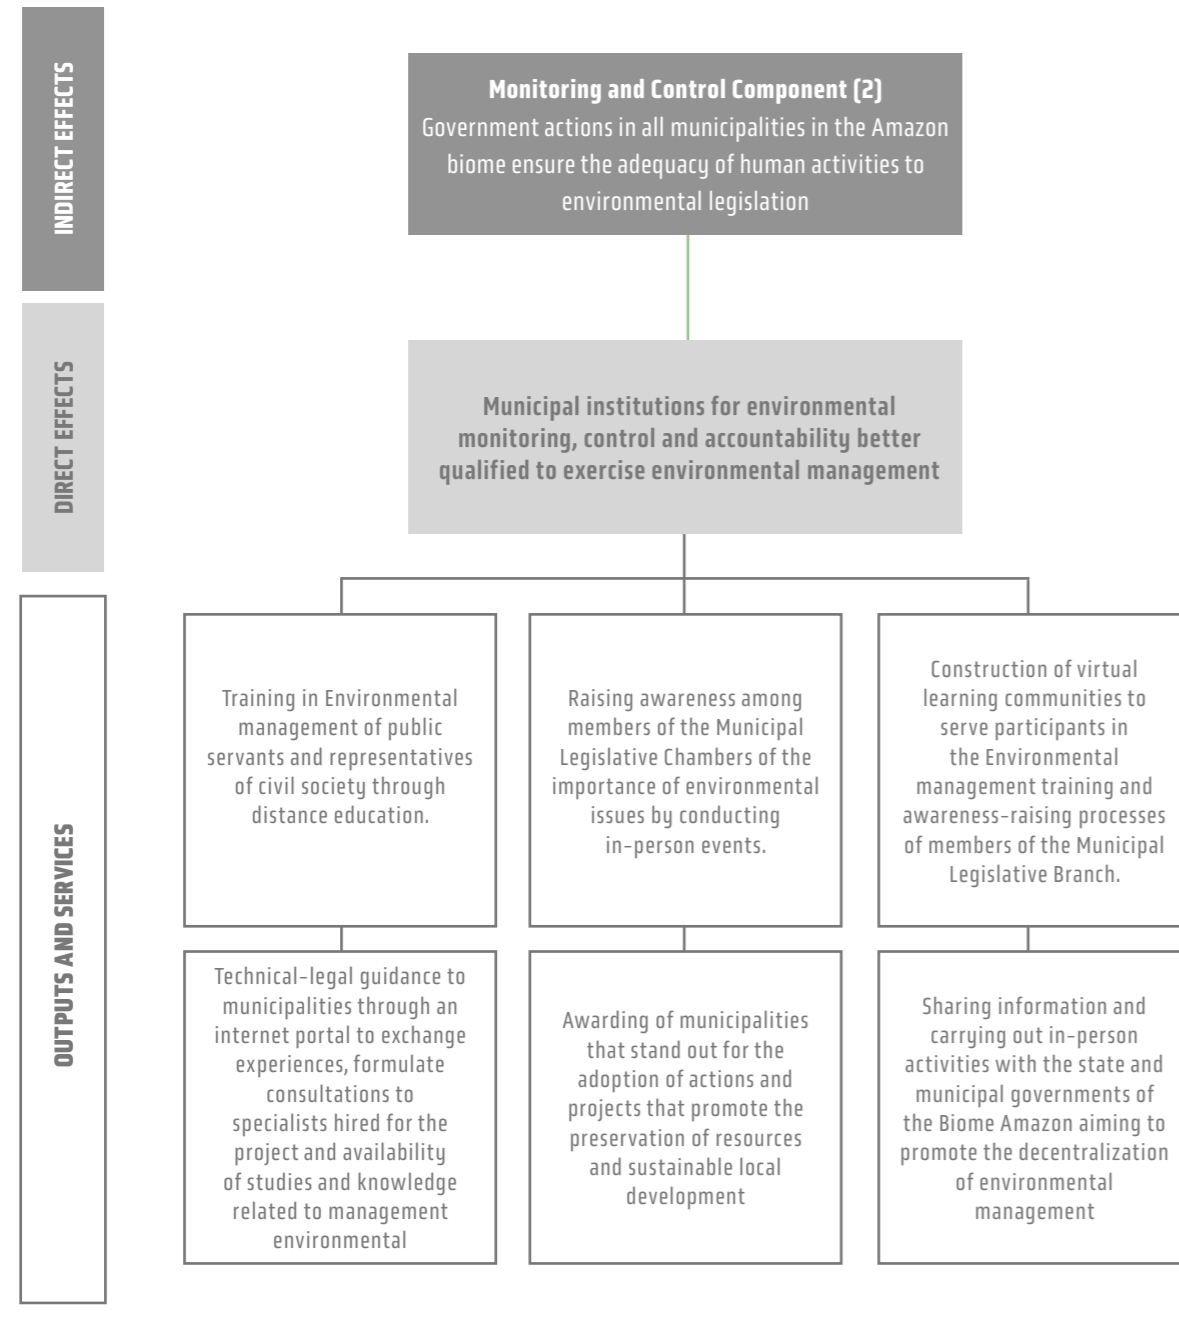 INDIRECT EFFECTS
Monitoring and Control Component (2)
Government actions in all municipalities in the Amazon
biome ensure the adequacy of human activities to
environmental legislation
DIRECT EFFECTS
Municipal institutions for environmental
monitoring, control and accountability better
qualified to exercise environmental management
OUTPUTS AND SERVICES
Training in Environmental
management of public
servants and representatives
of civil society through
distance education.
Raising awareness among
members of the Municipal
Legislative Chambers of the
importance of environmental
issues by conducting
in-person events.
Construction of virtual
learning communities to
serve participants in
the Environmental
management training and
awareness-raising processes
of members of the Municipal
Legislative Branch.
Technical-legal guidance to
municipalities through an
internet portal to exchange
experiences, formulate
consultations to
specialists hired for the
project and availability
of studies and knowledge
related to management
environmental
Awarding of municipalities
that stand out for the
adoption of actions and
projects that promote the
preservation of resources
and sustainable local
development
Sharing information and
carrying out in-person
activities with the state and
municipal governments of
the Biome Amazon aiming to
promote the decentralization
of environmental
management